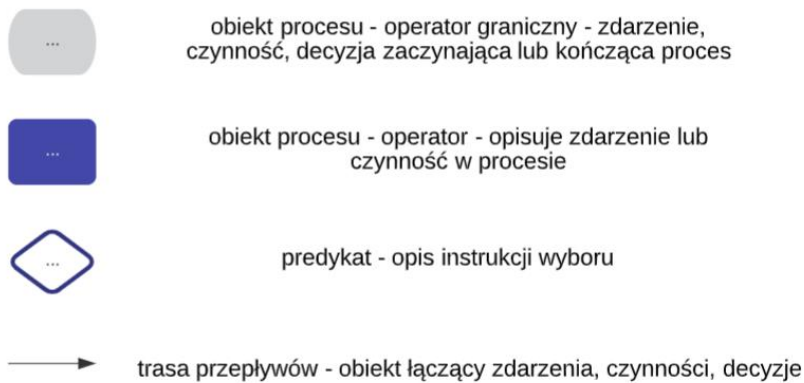 ...
obiekt procesu - operator graniczny - zdarzenie,
czynność, decyzja zaczynająca lub kończąca proces
...
obiekt procesu - operator - opisuje zdarzenie lub
czynność w procesie
...
predykat - opis instrukcji wyboru
trasa przepływów - obiekt łączący zdarzenia, czynności, decyzje